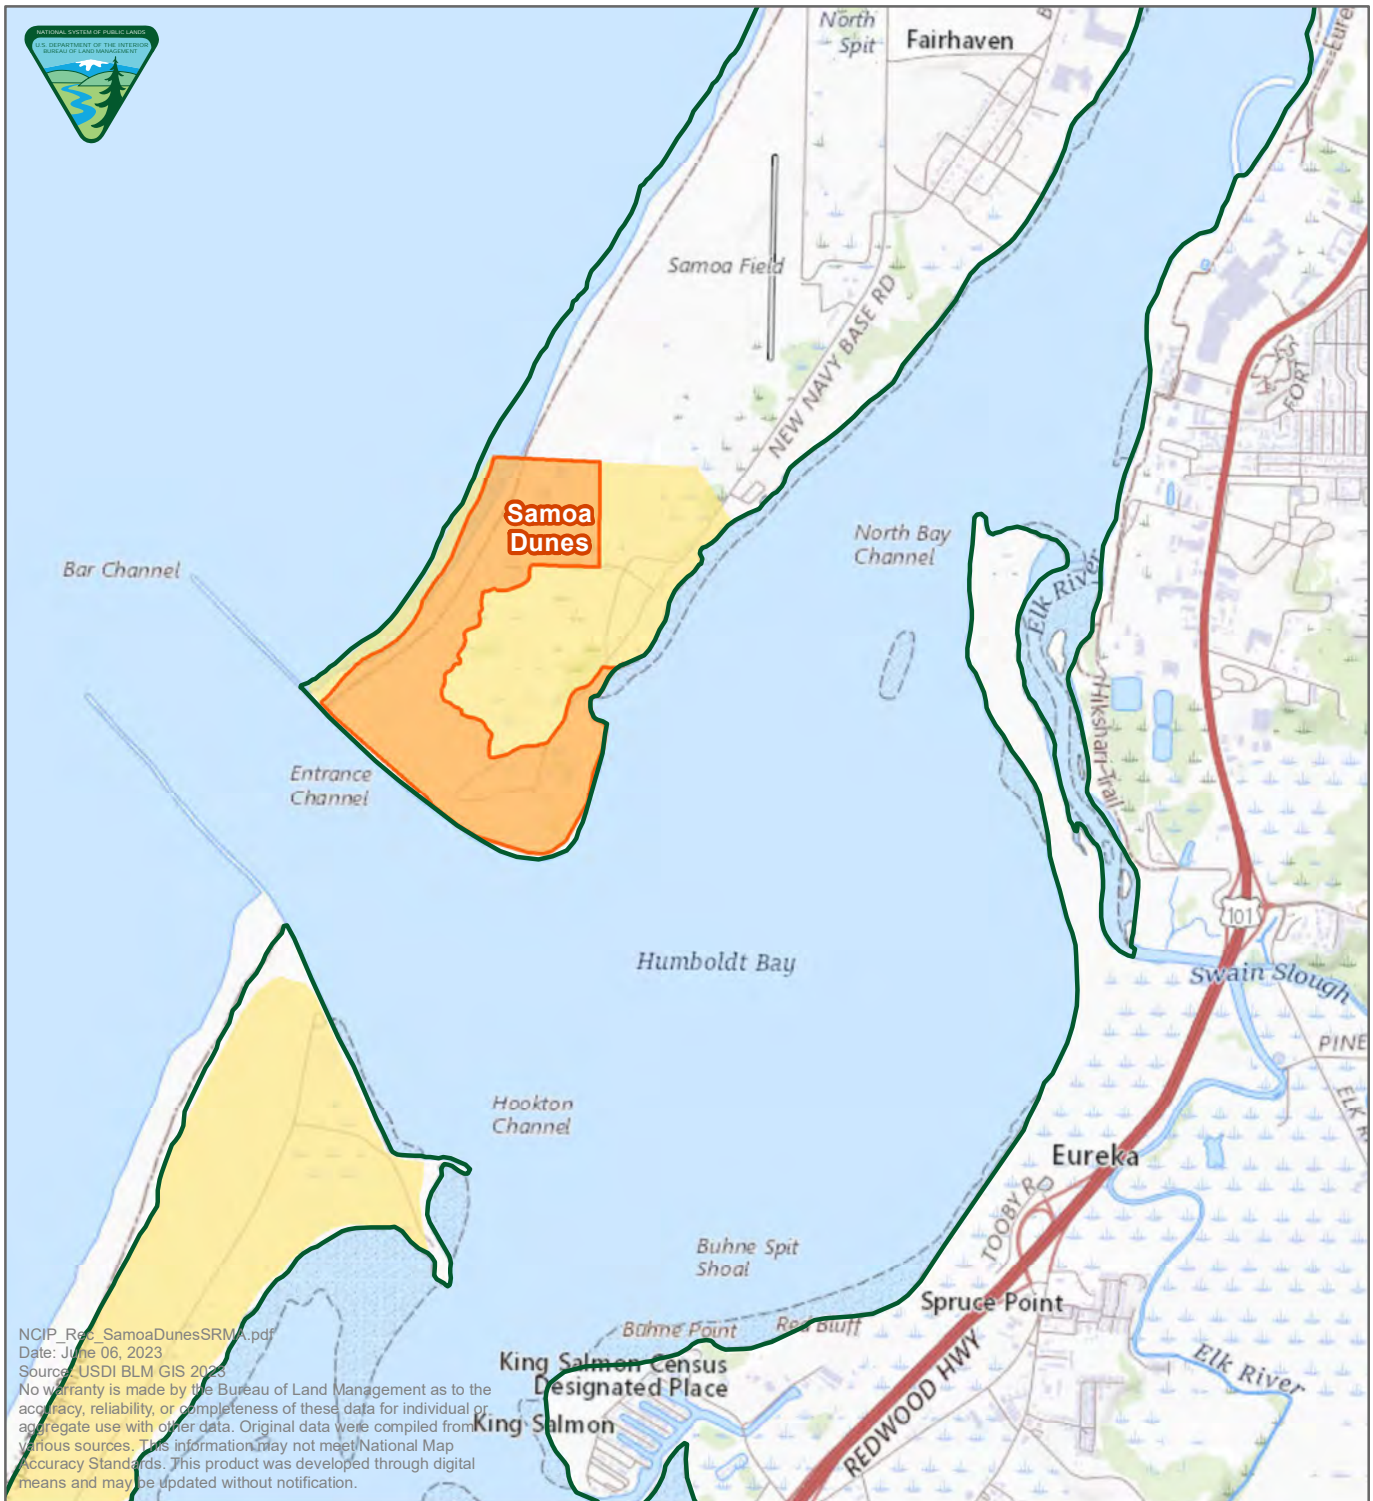 NATIONAL SYSTEM OF PUBLIC LANDS
U.S. DEPARTMENT OF THE INTERIOR
BUREAU OF LAND MANAGEMENT
North
Spit
Fairhaven
Samoa Field
NEW NAVY BASE RD
FORT
Samoa
Dunes
North Bay
Channel
Bar Channel
Elk River
Hikshari Trail
Entrance
Channel
101
Humboldt Bay
Swain Slough
PINE
Hookton
Channel
Eureka
TOOBY RD
Buhne Spit
Shoal
Spruce Point
Buhne Point
Red Bluff
King Salmon Census
Designated Place
King Salmon
REDWOOD HWY
Elk River
NCIP_Rec_SamoaDunesSRMA.pdf
Date: June 06, 2023
Source: USDI BLM GIS 2023
No warranty is made by the Bureau of Land Management as to the
accuracy, reliability, or completeness of these data for individual or
aggregate use with other data. Original data were compiled from
various sources. This information may not meet National Map
Accuracy Standards. This product was developed through digital
means and may be updated without notification.